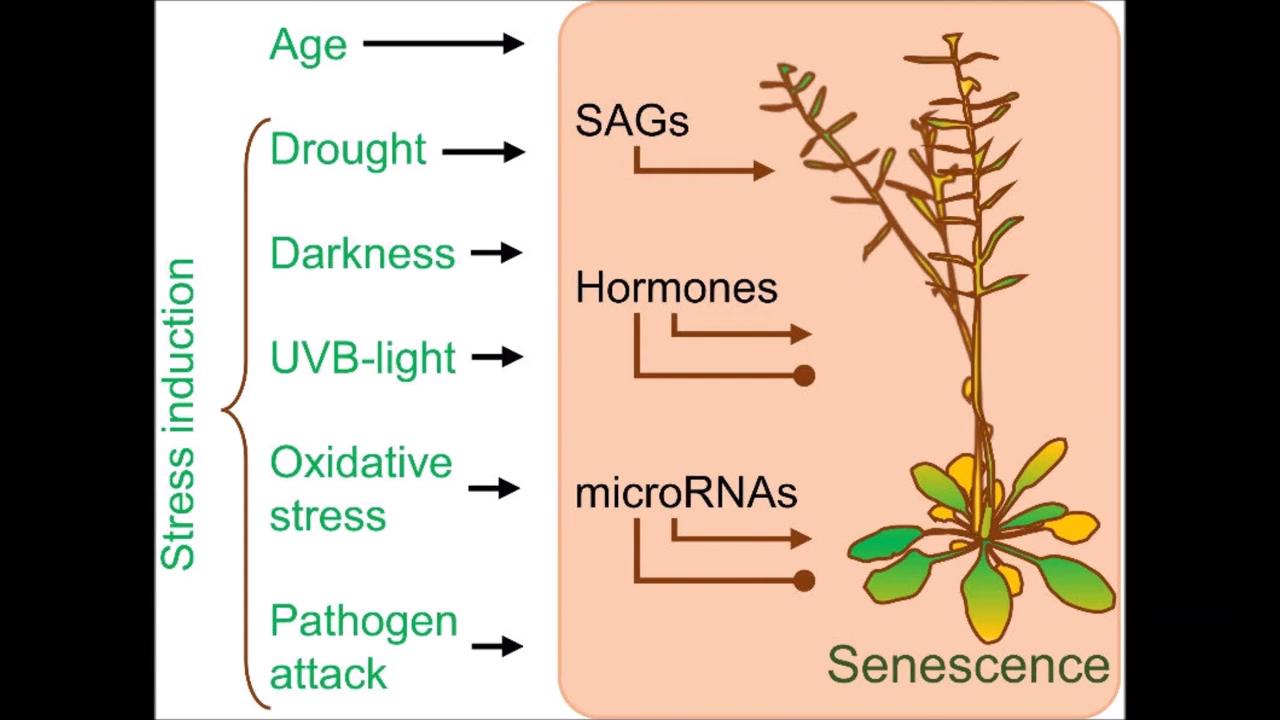 Age
Drought
Darkness
UVB-light
Oxidative
stress
Pathogen
attack
Stress induction
SAGs
Hormones
microRNAs
Senescence